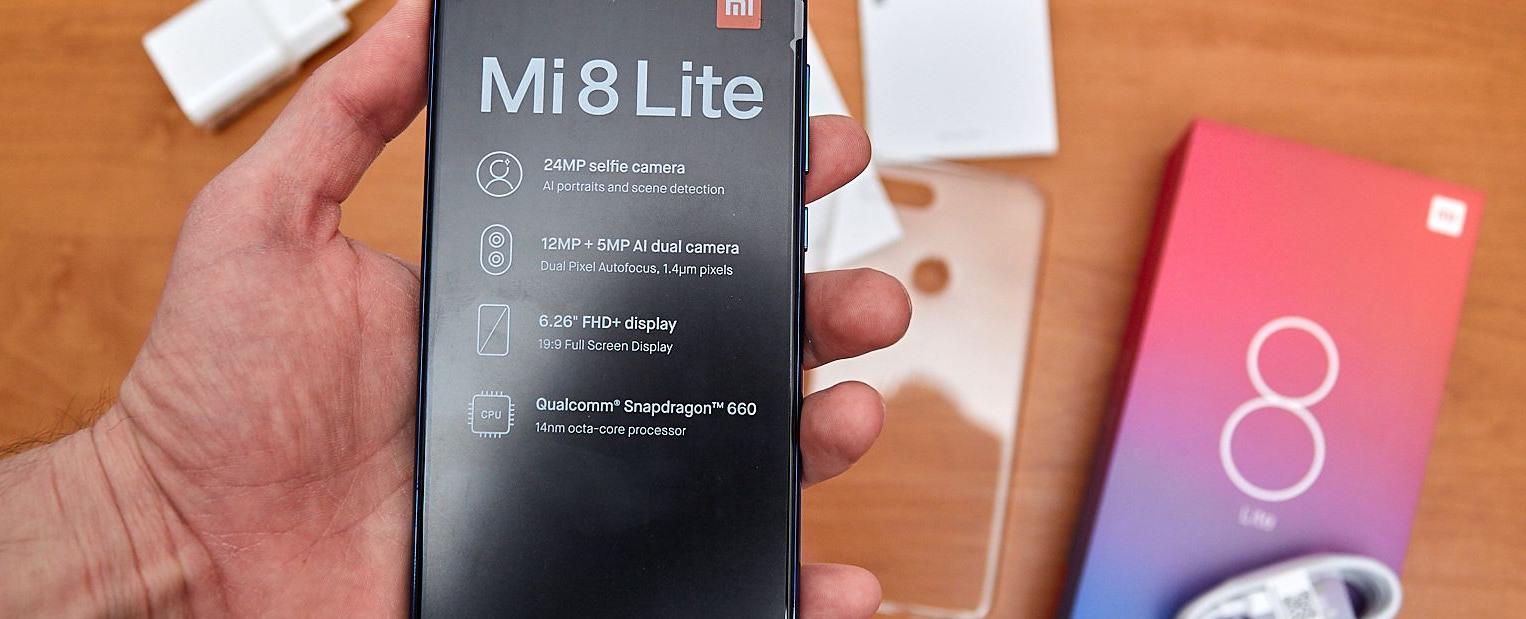 mi
Mi 8 Lite
24MP selfie camera
AI portraits and scene detection
12MP + 5MP AI dual camera
Dual Pixel Autofocus, 1.4μm pixels
6.26" FHD+ display
19:9 Full Screen Display
CPU
Qualcomm® Snapdragon™ 660
14nm octa-core processor
mi
8
Lite